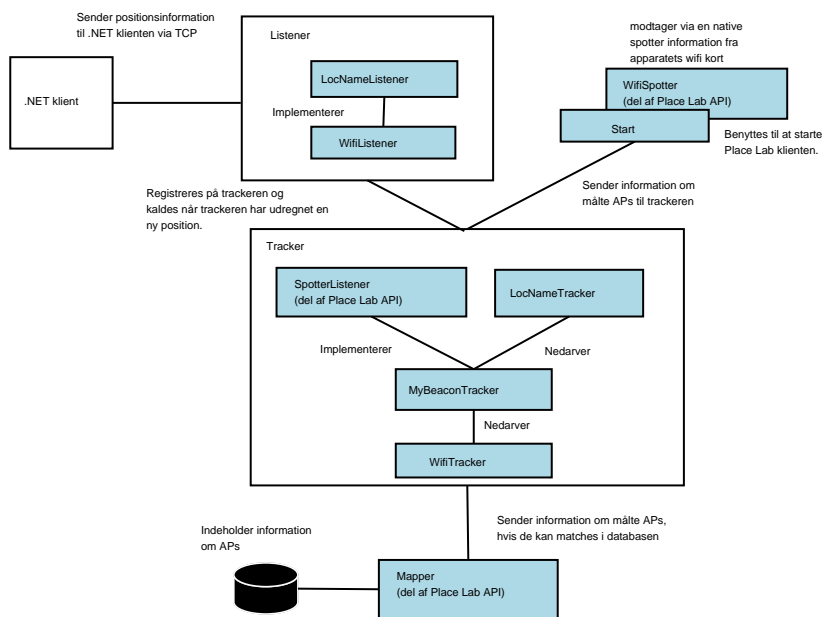 Sender positionsinformation
til .NET klienten via TCP
Listener
modtager via en native
spotter information fra
apparatets wifi kort
LocNameListener
WifiSpotter
(del af Place Lab API)
.NET klient
Implementerer
Start
Benyttes til at starte
Place Lab klienten.
WifiListener
Registreres på trackeren og
kaldes når trackeren har udregnet en
ny position.
Sender information om
målte APs til trackeren
Tracker
SpotterListener
(del af Place Lab API)
LocNameTracker
Implementerer
Nedarver
MyBeaconTracker
Nedarver
WifiTracker
Indeholder information
om APs
Sender information om målte APs,
hvis de kan matches i databasen
Mapper
(del af Place Lab API)